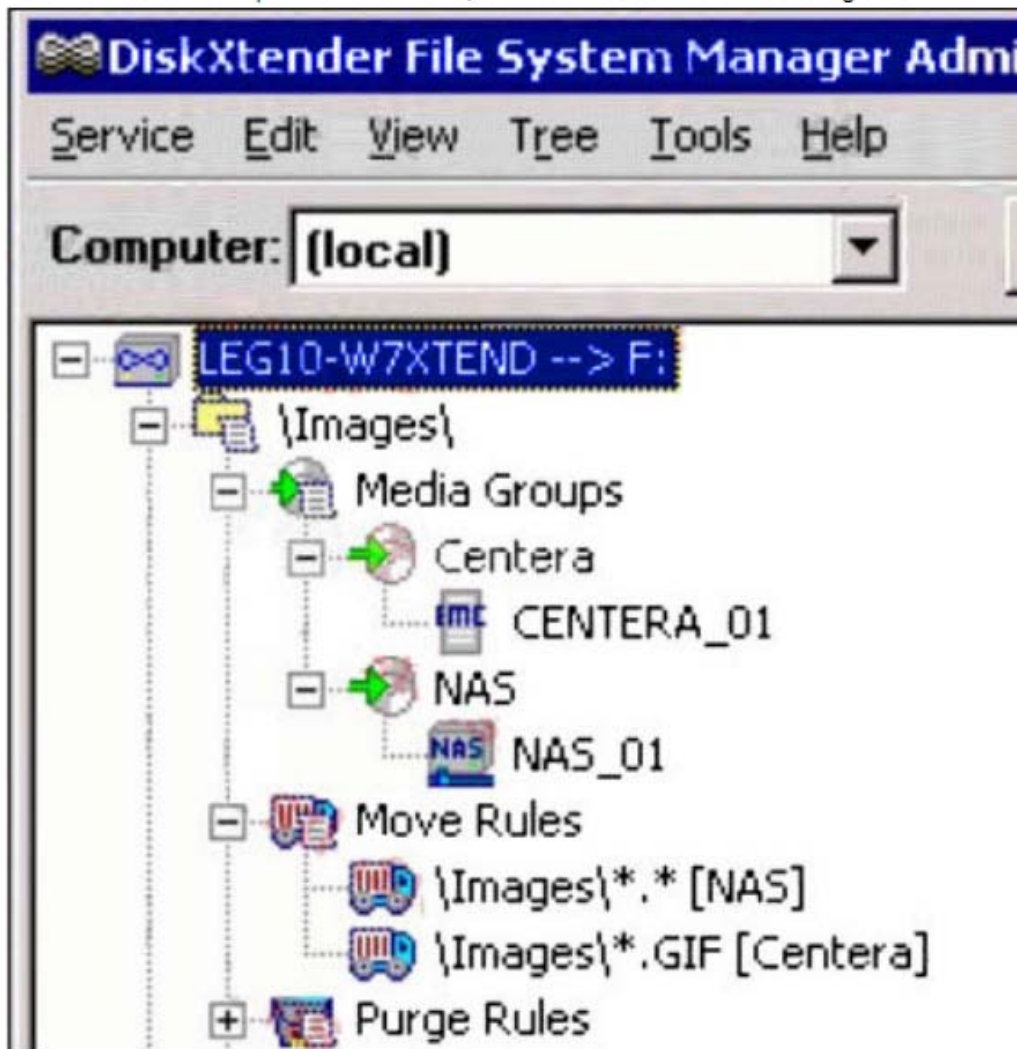 DiskXtender File System Manager Admi
Service Edit View Tree Tools Help
Computer: (local)
LEG10-W7XTEND --> F:
\Images\
Media Groups
Centera
EMC CENTERA_01
NAS
NAS NAS_01
Move Rules
\Images\*.* [NAS]
\Images\*.GIF [Centera]
Purge Rules